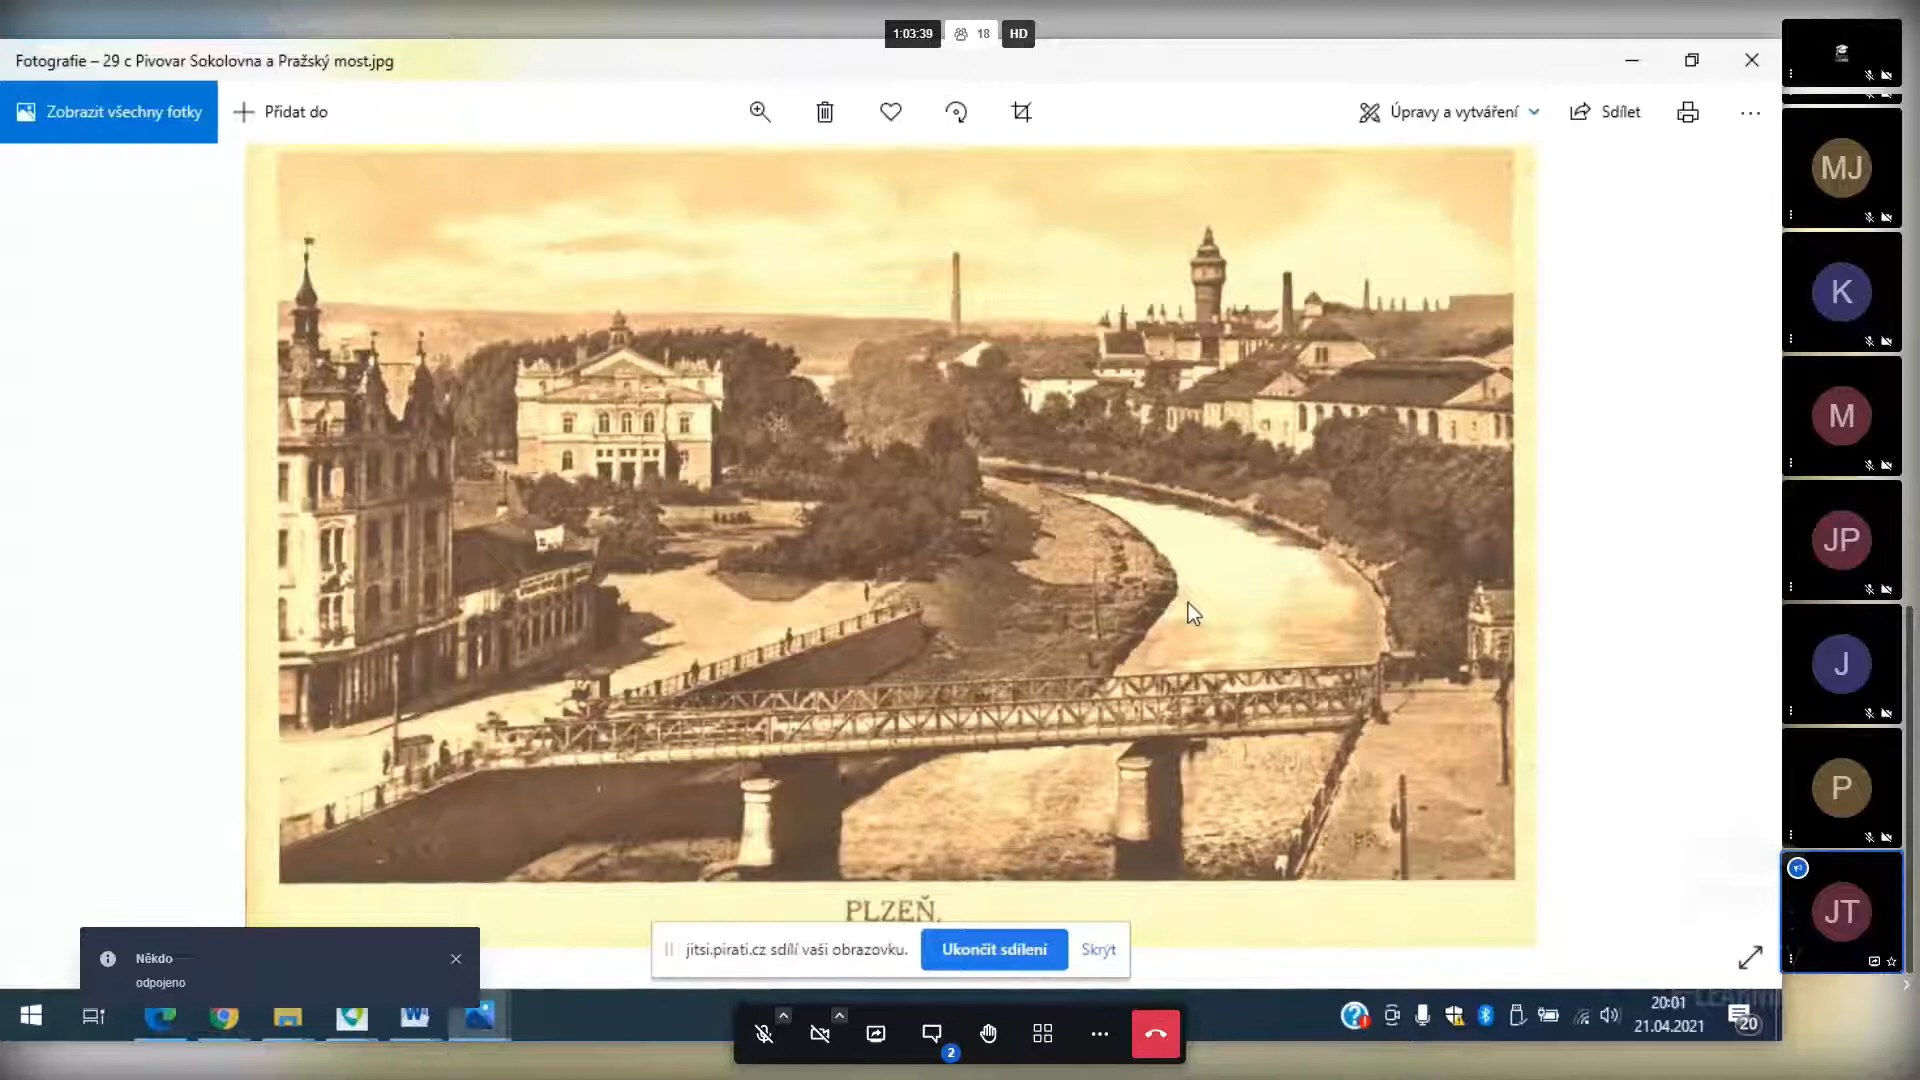 1:03:39
18
HD
Fotografie – 29 c Pivovar Sokolovna a Pražský most.jpg
Zobrazit všechny fotky
Přidat do
Úpravy a vytváření
Sdílet
MJ
K
M
JP
J
P
JT
PLZEŇ.
jitsi.pirati.cz sdílí vaši obrazovku.
Ukončit sdílení
Skrýt
Někdo
odpojeno
20:01
21.04.2021
20
2